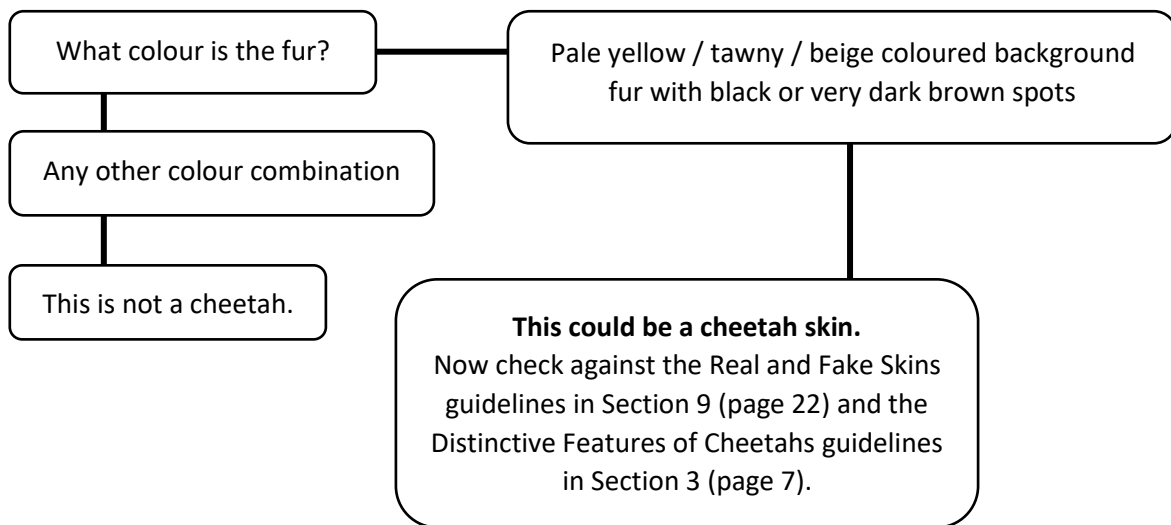 What colour is the fur?
Pale yellow / tawny / beige coloured background
fur with black or very dark brown spots
Any other colour combination
This is not a cheetah.
This could be a cheetah skin.
Now check against the Real and Fake Skins
guidelines in Section 9 (page 22) and the
Distinctive Features of Cheetahs guidelines
in Section 3 (page 7).